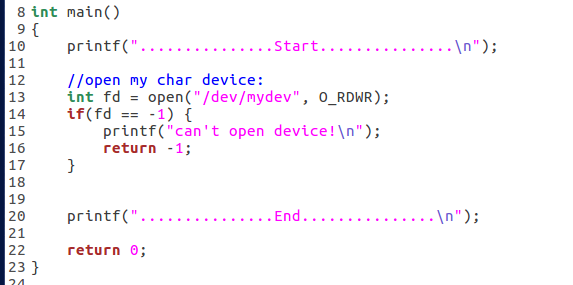 8 int main()
9 {
10     printf("...............Start...............\n");
11
12     //open my char device:
13     int fd = open("/dev/mydev", O_RDWR);
14     if(fd == -1) {
15         printf("can't open device!\n");
16         return -1;
17     }
18
19
20     printf("...............End...............\n");
21
22     return 0;
23 }
24